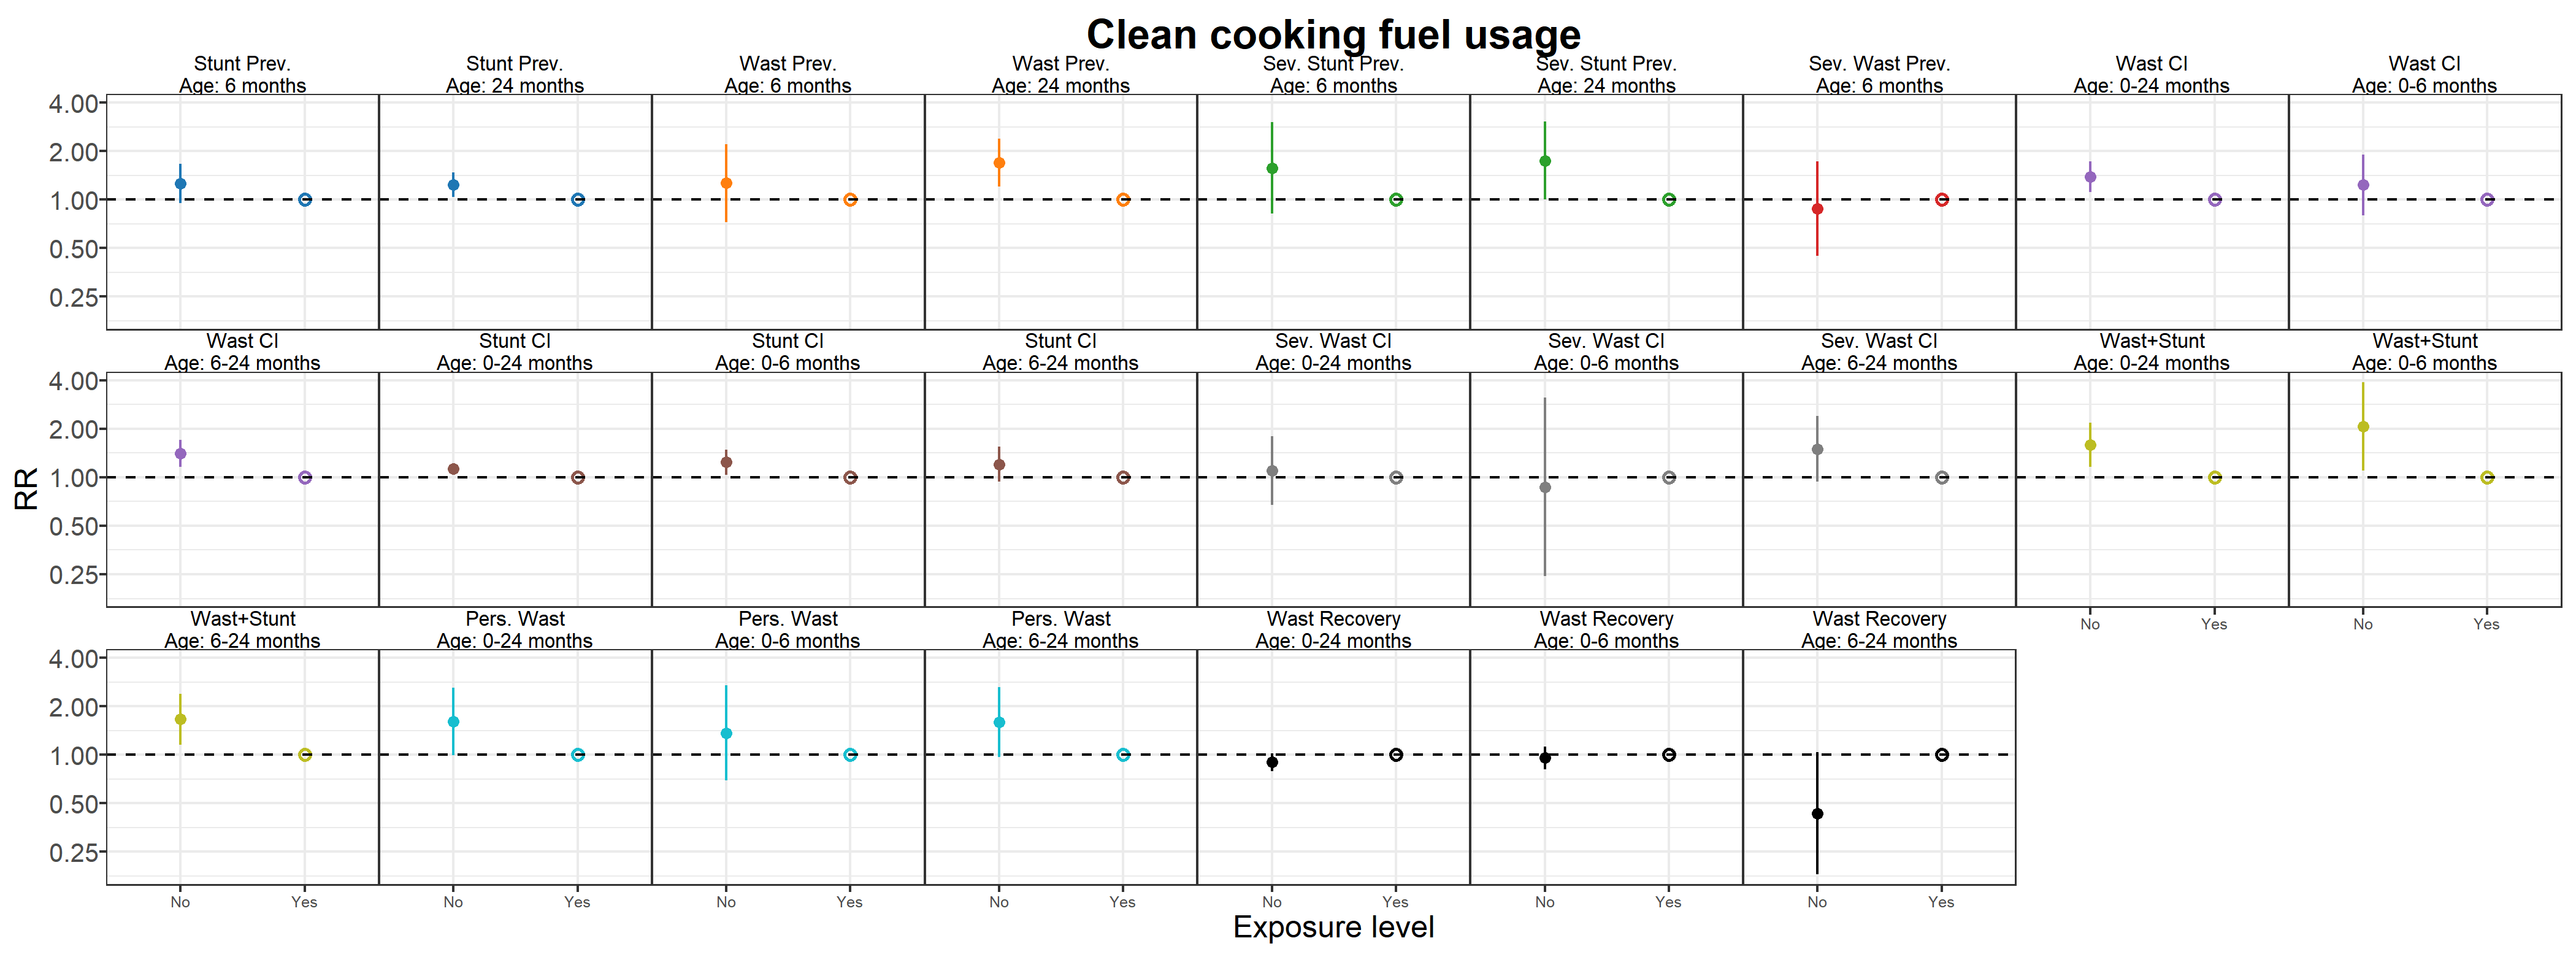 Clean cooking fuel usage
Stunt Prev.
Age: 6 months
Stunt Prev.
Age: 24 months
Wast Prev.
Age: 6 months
Wast Prev.
Age: 24 months
Sev. Stunt Prev.
Age: 6 months
Sev. Stunt Prev.
Age: 24 months
Sev. Wast Prev.
Age: 6 months
Wast CI
Age: 0-24 months
Wast CI
Age: 0-6 months
4.00
2.00
1.00
0.50
0.25
Wast CI
Age: 6-24 months
Stunt CI
Age: 0-24 months
Stunt CI
Age: 0-6 months
Stunt CI
Age: 6-24 months
Sev. Wast CI
Age: 0-24 months
Sev. Wast CI
Age: 0-6 months
Sev. Wast CI
Age: 6-24 months
Wast+Stunt
Age: 0-24 months
Wast+Stunt
Age: 0-6 months
4.00
2.00
1.00
0.50
0.25
RR
No
Yes
No
Yes
Wast+Stunt
Age: 6-24 months
Pers. Wast
Age: 0-24 months
Pers. Wast
Age: 0-6 months
Pers. Wast
Age: 6-24 months
Wast Recovery
Age: 0-24 months
Wast Recovery
Age: 0-6 months
Wast Recovery
Age: 6-24 months
4.00
2.00
1.00
0.50
0.25
No
Yes
No
Yes
No
Yes
No
Yes
No
Yes
No
Yes
No
Yes
Exposure level